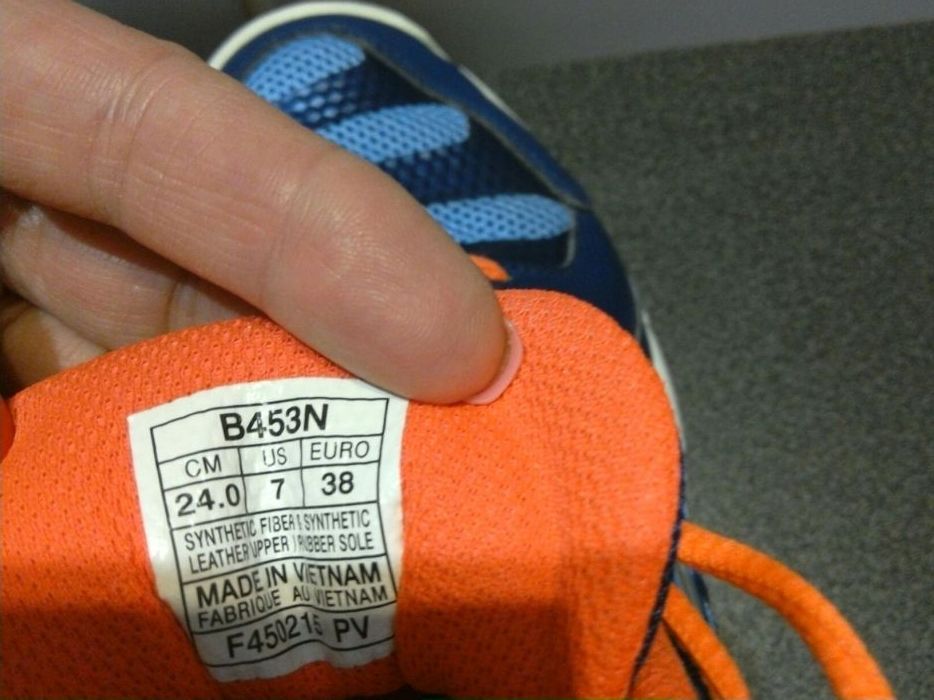 B453N
CM US EURO
24.0 7 38
SYNTHETIC FIBER & SYNTHETIC
LEATHER UPPER / RUBBER SOLE
MADE IN VIETNAM
FABRIQUE AU VIETNAM
F450215 PV